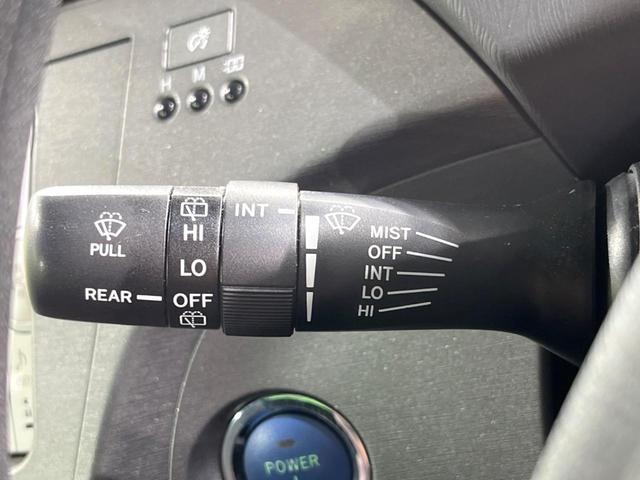 H M
PULL
REAR
HI
LO
OFF
INT
MIST
OFF
INT
LO
HI
POWER